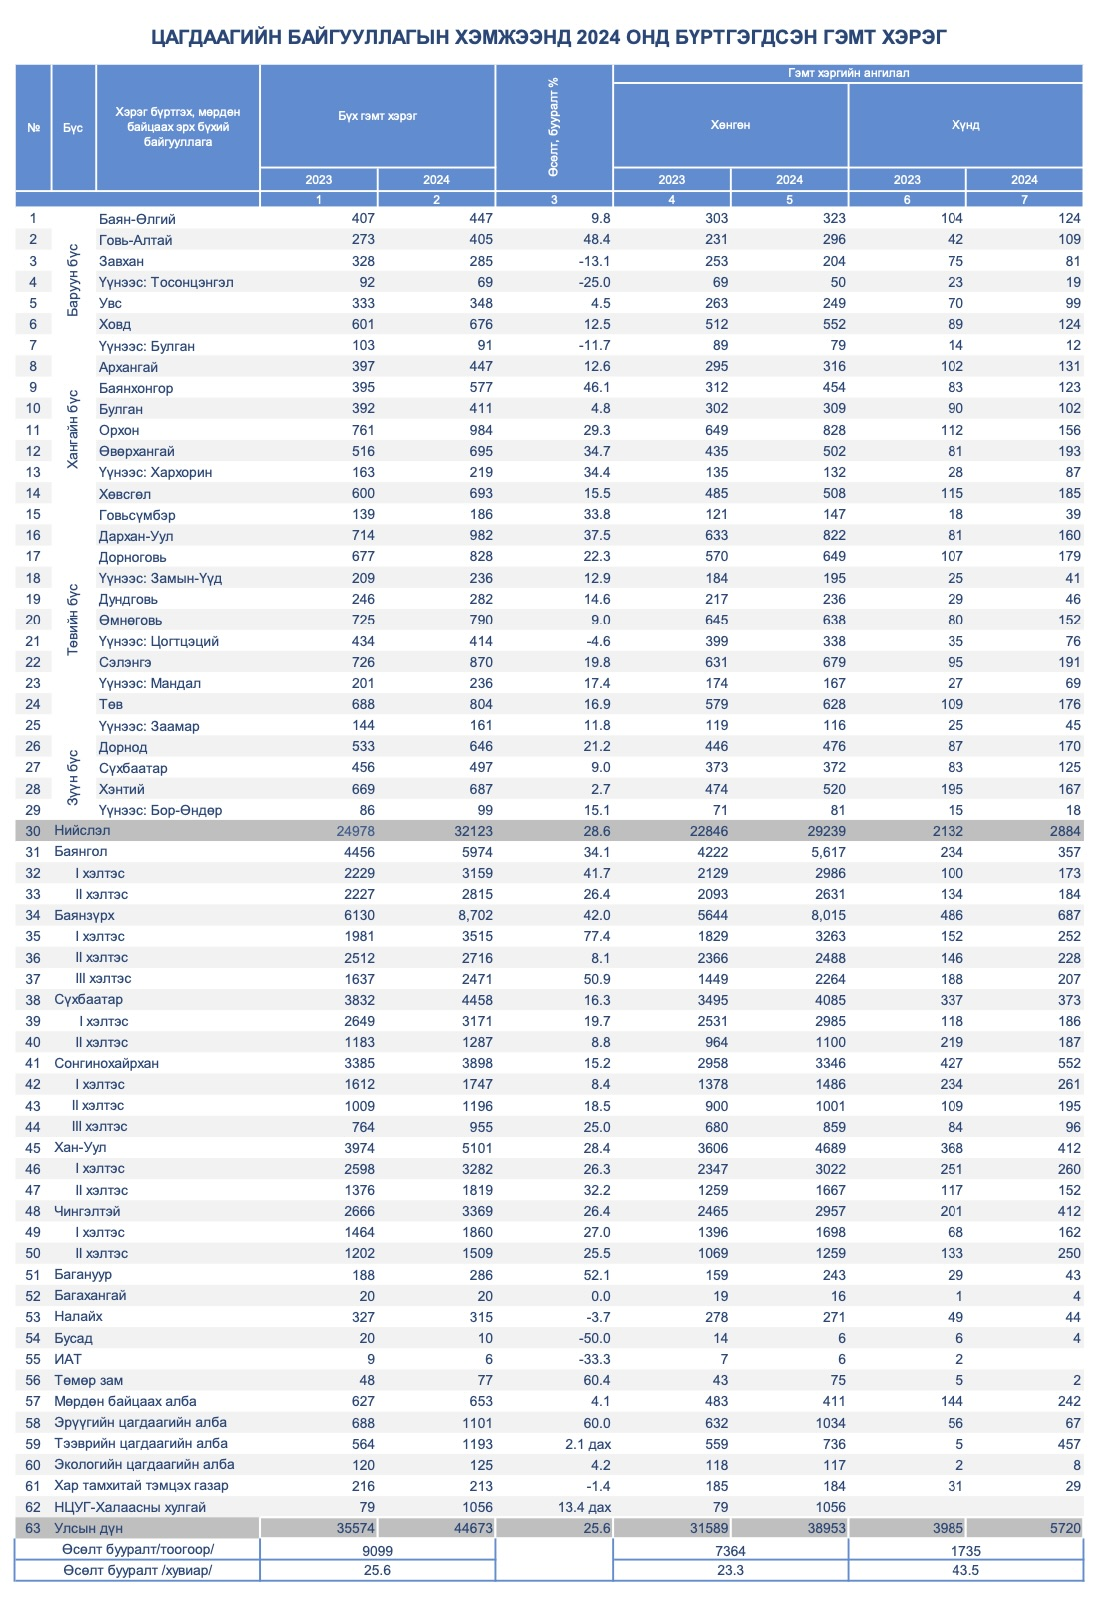 ЦАГДААГИЙН БАЙГУУЛЛАГЫН ХЭМЖЭЭНД 2024 ОНД БҮРТГЭГДСЭН ГЭМТ ХЭРЭГ
№ Бүс Хэрэг бүртгэх, мөрдөн байцаах эрх бүхий байгууллага Бүх гэмт хэрэг Өсөлт, бууралт % Гэмт хэргийн ангилал
Хөнгөн Хүнд
2023 2024 2023 2024 2023 2024
1 2 3 4 5 6 7
Баруун бүс
1 Баян-Өлгий 407 447 9.8 303 323 104 124
2 Говь-Алтай 273 405 48.4 231 296 42 109
3 Завхан 328 285 -13.1 253 204 75 81
4 Үүнээс: Тосонцэнгэл 92 69 -25.0 69 50 23 19
5 Увс 333 348 4.5 263 249 70 99
6 Ховд 601 676 12.5 512 552 89 124
7 Үүнээс: Булган 103 91 -11.7 89 79 14 12
Хангайн бүс
8 Архангай 397 447 12.6 295 316 102 131
9 Баянхонгор 395 577 46.1 312 454 83 123
10 Булган 392 411 4.8 302 309 90 102
11 Орхон 761 984 29.3 649 828 112 156
12 Өвөрхангай 516 695 34.7 435 502 81 193
13 Үүнээс: Хархорин 163 219 34.4 135 132 28 87
14 Хөвсгөл 600 693 15.5 485 508 115 185
Төвийн бүс
15 Говьсүмбэр 139 186 33.8 121 147 18 39
16 Дархан-Уул 714 982 37.5 633 822 81 160
17 Дорноговь 677 828 22.3 570 649 107 179
18 Үүнээс: Замын-Үүд 209 236 12.9 184 195 25 41
19 Дундговь 246 282 14.6 217 236 29 46
20 Өмнөговь 725 790 9.0 645 638 80 152
21 Үүнээс: Цогтцэций 434 414 -4.6 399 338 35 76
22 Сэлэнгэ 726 870 19.8 631 679 95 191
23 Үүнээс: Мандал 201 236 17.4 174 167 27 69
24 Төв 688 804 16.9 579 628 109 176
25 Үүнээс: Заамар 144 161 11.8 119 116 25 45
Зүүн бүс
26 Дорнод 533 646 21.2 446 476 87 170
27 Сүхбаатар 456 497 9.0 373 372 83 125
28 Хэнтий 669 687 2.7 474 520 195 167
29 Үүнээс: Бор-Өндөр 86 99 15.1 71 81 15 18
30 Нийслэл 24978 32123 28.6 22846 29239 2132 2884
31 Баянгол 4456 5974 34.1 4222 5,617 234 357
32 I хэлтэс 2229 3159 41.7 2129 2986 100 173
33 II хэлтэс 2227 2815 26.4 2093 2631 134 184
34 Баянзүрх 6130 8,702 42.0 5644 8,015 486 687
35 I хэлтэс 1981 3515 77.4 1829 3263 152 252
36 II хэлтэс 2512 2716 8.1 2366 2488 146 228
37 III хэлтэс 1637 2471 50.9 1449 2264 188 207
38 Сүхбаатар 3832 4458 16.3 3495 4085 337 373
39 I хэлтэс 2649 3171 19.7 2531 2985 118 186
40 II хэлтэс 1183 1287 8.8 964 1100 219 187
41 Сонгинохайрхан 3385 3898 15.2 2958 3346 427 552
42 I хэлтэс 1612 1747 8.4 1378 1486 234 261
43 II хэлтэс 1009 1196 18.5 900 1001 109 195
44 III хэлтэс 764 955 25.0 680 859 84 96
45 Хан-Уул 3974 5101 28.4 3606 4689 368 412
46 I хэлтэс 2598 3282 26.3 2347 3022 251 260
47 II хэлтэс 1376 1819 32.2 1259 1667 117 152
48 Чингэлтэй 2666 3369 26.4 2465 2957 201 412
49 I хэлтэс 1464 1860 27.0 1396 1698 68 162
50 II хэлтэс 1202 1509 25.5 1069 1259 133 250
51 Багануур 188 286 52.1 159 243 29 43
52 Багахангай 20 20 0.0 19 16 1 4
53 Налайх 327 315 -3.7 278 271 49 44
54 Бусад 20 10 -50.0 14 6 6 4
55 ИАТ 9 6 -33.3 7 6 2
56 Төмөр зам 48 77 60.4 43 75 5 2
57 Мөрдөн байцаах алба 627 653 4.1 483 411 144 242
58 Эрүүгийн цагдаагийн алба 688 1101 60.0 632 1034 56 67
59 Тээврийн цагдаагийн алба 564 1193 2.1 дах 559 736 5 457
60 Экологийн цагдаагийн алба 120 125 4.2 118 117 2 8
61 Хар тамхитай тэмцэх газар 216 213 -1.4 185 184 31 29
62 НЦУГ-Халаасны хулгай 79 1056 13.4 дах 79 1056
63 Улсын дүн 35574 44673 25.6 31589 38953 3985 5720
Өсөлт бууралт/тоогоор/ 9099 7364 1735
Өсөлт бууралт /хувиар/ 25.6 23.3 43.5